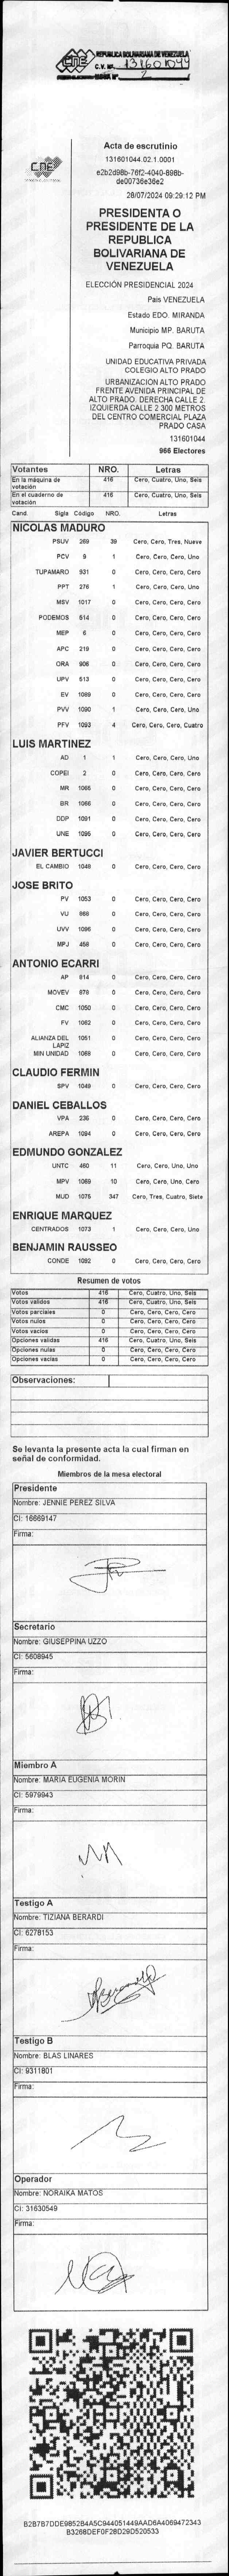 CNE
REPUBLICA BOLIVARIANA DE VENEZUELA
C.V. Nº. 131601044
MESA Nº. 2
CNE
Acta de escrutinio
131601044.02.1.0001
e2b2d98b-76f2-4040-898b-
de00736e36e2
28/07/2024 09:29:12 PM
PRESIDENTA O
PRESIDENTE DE LA
REPUBLICA
BOLIVARIANA DE
VENEZUELA
ELECCIÓN PRESIDENCIAL 2024
Pais VENEZUELA
Estado EDO. MIRANDA
Municipio MP. BARUTA
Parroquia PQ. BARUTA
UNIDAD EDUCATIVA PRIVADA
COLEGIO ALTO PRADO
URBANIZACION ALTO PRADO
FRENTE AVENIDA PRINCIPAL DE
ALTO PRADO. DERECHA CALLE 2.
IZQUIERDA CALLE 2 300 METROS
DEL CENTRO COMERCIAL PLAZA
PRADO CASA
131601044
966 Electores
Votantes NRO. Letras
En la máquina de votación 416 Cero, Cuatro, Uno, Seis
En el cuaderno de votación 416 Cero, Cuatro, Uno, Seis
Cand. Sigla Código NRO. Letras
NICOLAS MADURO
PSUV 269 39 Cero, Cero, Tres, Nueve
PCV 9 1 Cero, Cero, Cero, Uno
TUPAMARO 931 0 Cero, Cero, Cero, Cero
PPT 276 1 Cero, Cero, Cero, Uno
MSV 1017 0 Cero, Cero, Cero, Cero
PODEMOS 514 0 Cero, Cero, Cero, Cero
MEP 6 0 Cero, Cero, Cero, Cero
APC 219 0 Cero, Cero, Cero, Cero
ORA 906 0 Cero, Cero, Cero, Cero
UPV 513 0 Cero, Cero, Cero, Cero
EV 1089 0 Cero, Cero, Cero, Cero
PVV 1090 1 Cero, Cero, Cero, Uno
PFV 1093 4 Cero, Cero, Cero, Cuatro
LUIS MARTINEZ
AD 1 1 Cero, Cero, Cero, Uno
COPEI 2 0 Cero, Cero, Cero, Cero
MR 1065 0 Cero, Cero, Cero, Cero
BR 1066 0 Cero, Cero, Cero, Cero
DDP 1091 0 Cero, Cero, Cero, Cero
UNE 1095 0 Cero, Cero, Cero, Cero
JAVIER BERTUCCI
EL CAMBIO 1048 0 Cero, Cero, Cero, Cero
JOSE BRITO
PV 1053 0 Cero, Cero, Cero, Cero
VU 868 0 Cero, Cero, Cero, Cero
UVV 1096 0 Cero, Cero, Cero, Cero
MPJ 458 0 Cero, Cero, Cero, Cero
ANTONIO ECARRI
AP 914 0 Cero, Cero, Cero, Cero
MOVEV 879 0 Cero, Cero, Cero, Cero
CMC 1050 0 Cero, Cero, Cero, Cero
FV 1062 0 Cero, Cero, Cero, Cero
ALIANZA DEL LAPIZ 1051 0 Cero, Cero, Cero, Cero
MIN UNIDAD 1068 0 Cero, Cero, Cero, Cero
CLAUDIO FERMIN
SPV 1049 0 Cero, Cero, Cero, Cero
DANIEL CEBALLOS
VPA 236 0 Cero, Cero, Cero, Cero
AREPA 1094 0 Cero, Cero, Cero, Cero
EDMUNDO GONZALEZ
UNTC 460 11 Cero, Cero, Uno, Uno
MPV 1069 10 Cero, Cero, Uno, Cero
MUD 1075 347 Cero, Tres, Cuatro, Siete
ENRIQUE MARQUEZ
CENTRADOS 1073 1 Cero, Cero, Cero, Uno
BENJAMIN RAUSSEO
CONDE 1092 0 Cero, Cero, Cero, Cero
Resumen de votos
Votos 416 Cero, Cuatro, Uno, Seis
Votos validos 416 Cero, Cuatro, Uno, Seis
Votos parciales 0 Cero, Cero, Cero, Cero
Votos nulos 0 Cero, Cero, Cero, Cero
Votos vacios 0 Cero, Cero, Cero, Cero
Opciones validas 416 Cero, Cuatro, Uno, Seis
Opciones nulas 0 Cero, Cero, Cero, Cero
Opciones vacias 0 Cero, Cero, Cero, Cero
Observaciones:
Se levanta la presente acta la cual firman en
señal de conformidad.
Miembros de la mesa electoral
Presidente
Nombre: JENNIE PEREZ SILVA
CI: 16669147
Firma:
Secretario
Nombre: GIUSEPPINA UZZO
CI: 5608945
Firma:
Miembro A
Nombre: MARIA EUGENIA MORIN
CI: 5979943
Firma:
Testigo A
Nombre: TIZIANA BERARDI
CI: 6278153
Firma:
Testigo B
Nombre: BLAS LINARES
CI: 9311801
Firma:
Operador
Nombre: NORAIKA MATOS
CI: 31630549
Firma:
B2B7B7DDE9852B4A5C944051449AAD6A4069472343
B3268DEF0F28D29D520533